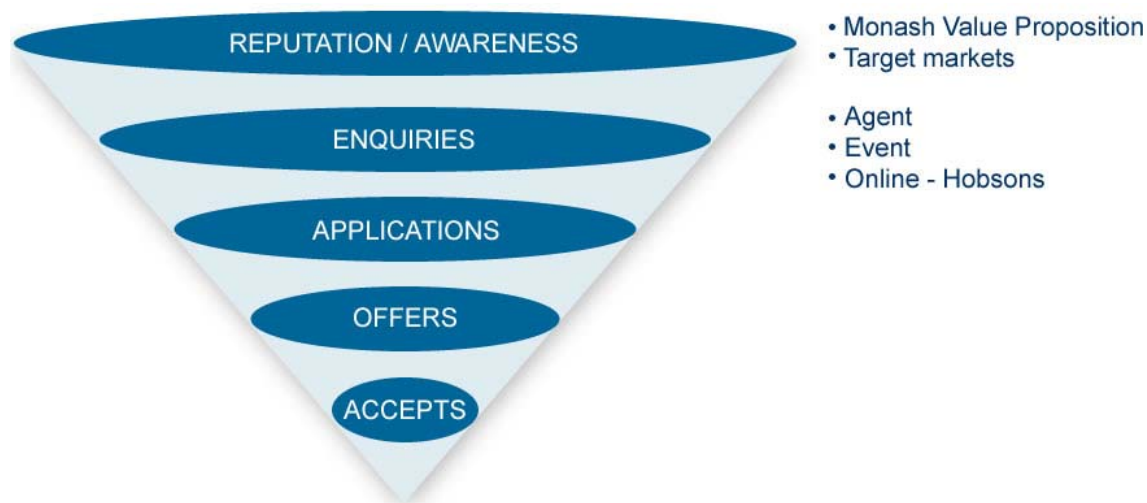 REPUTATION / AWARENESS
• Monash Value Proposition
• Target markets
ENQUIRIES
• Agent
• Event
• Online - Hobsons
APPLICATIONS
OFFERS
ACCEPTS